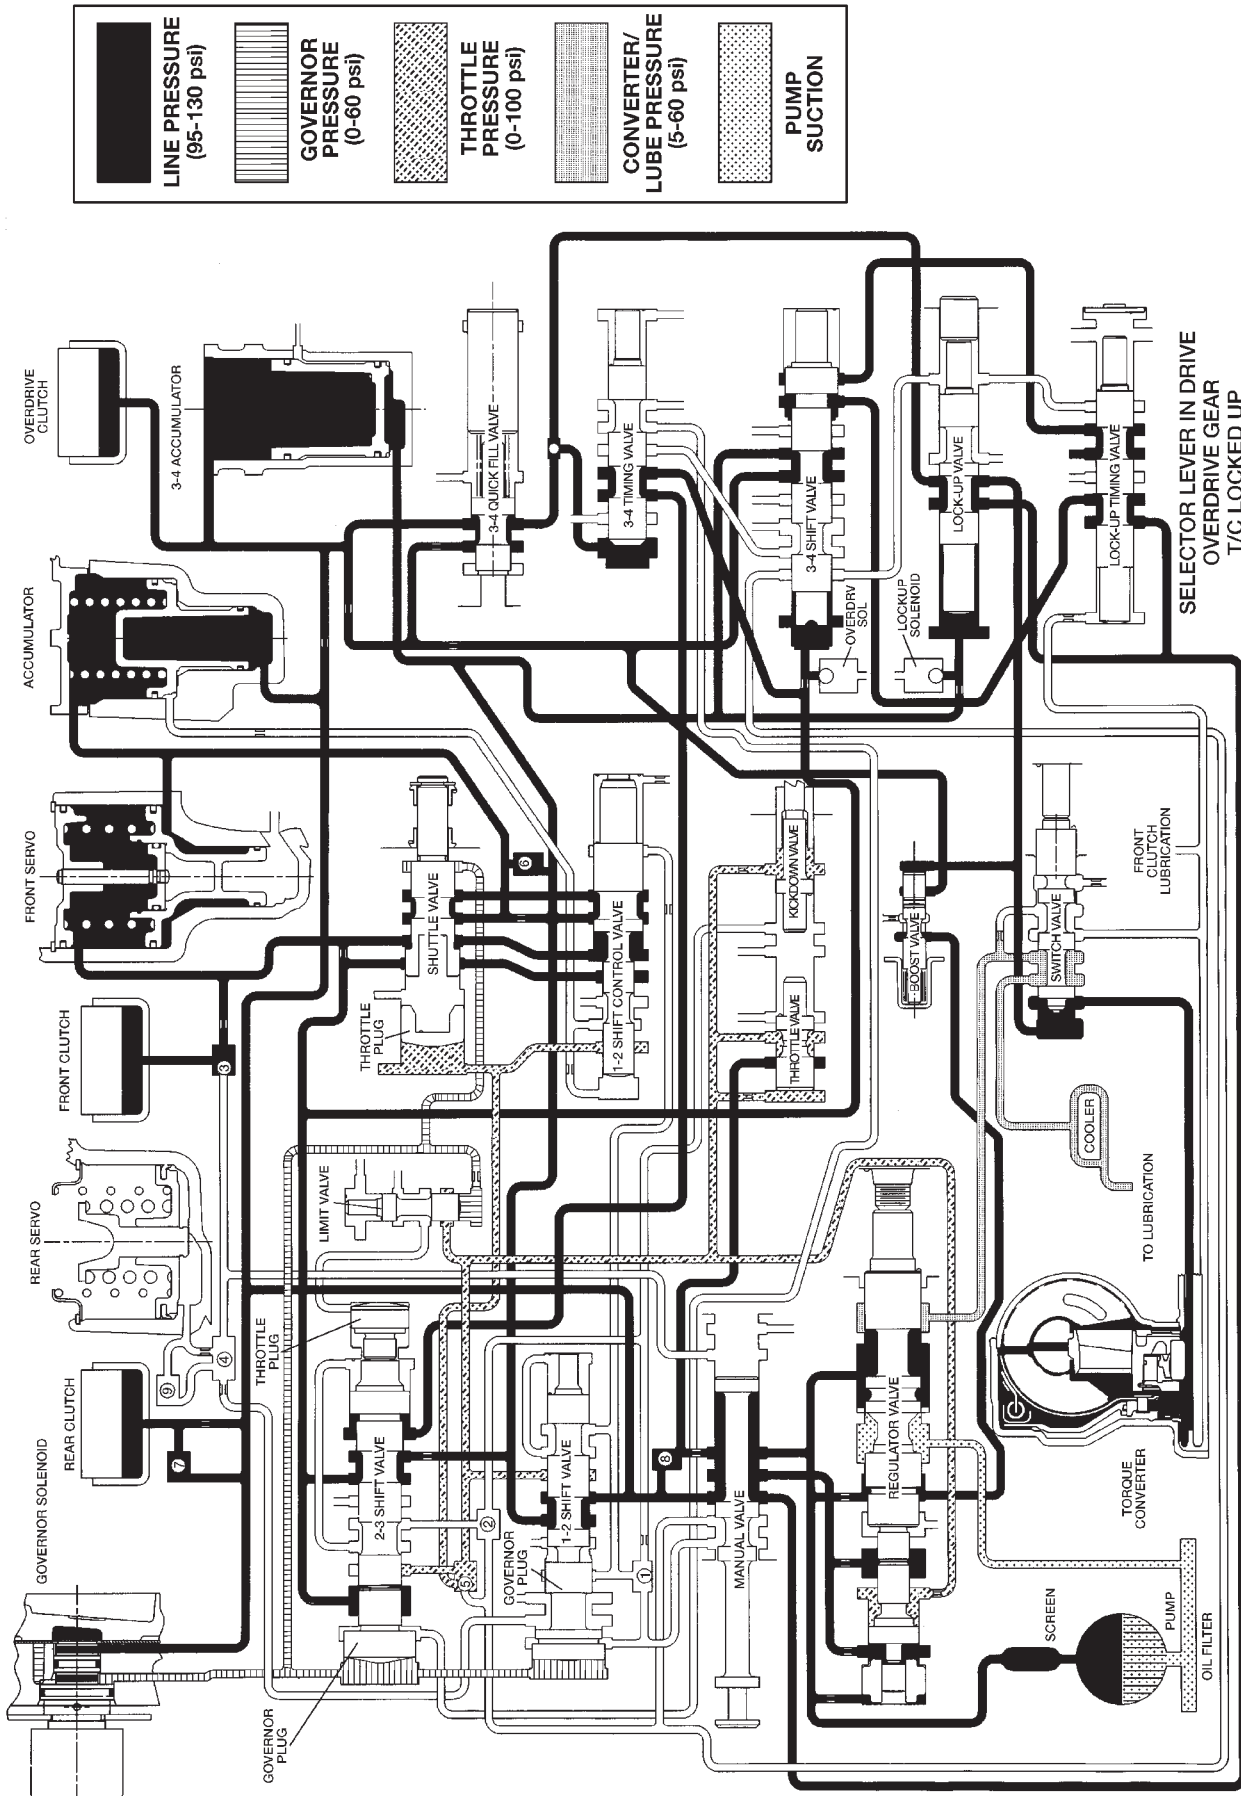 LINE PRESSURE
(95-130 psi)
GOVERNOR
PRESSURE
(0-60 psi)
THROTTLE
PRESSURE
(0-100 psi)
CONVERTER/
LUBE PRESSURE
(5-60 psi)
PUMP
SUCTION
GOVERNOR SOLENOID
REAR CLUTCH
REAR SERVO
FRONT CLUTCH
FRONT SERVO
ACCUMULATOR
OVERDRIVE
CLUTCH
3-4 ACCUMULATOR
7
9
4
3
GOVERNOR
PLUG
2-3 SHIFT VALVE
THROTTLE
PLUG
LIMIT VALVE
THROTTLE
PLUG
SHUTTLE VALVE
6
3-4 QUICK FILL VALVE
5
2
GOVERNOR
PLUG
1-2 SHIFT VALVE
1
1-2 SHIFT CONTROL VALVE
3-4 TIMING VALVE
8
MANUAL VALVE
THROTTLE VALVE
KICKDOWN VALVE
3-4 SHIFT VALVE
OVERDRV
SOL
REGULATOR VALVE
BOOST VALVE
LOCKUP
SOLENOID
LOCK-UP VALVE
SCREEN
PUMP
OIL FILTER
TORQUE
CONVERTER
TO LUBRICATION
COOLER
SWITCH VALVE
FRONT
CLUTCH
LUBRICATION
LOCK-UP TIMING VALVE
SELECTOR LEVER IN DRIVE
OVERDRIVE GEAR
T/C LOCKED UP